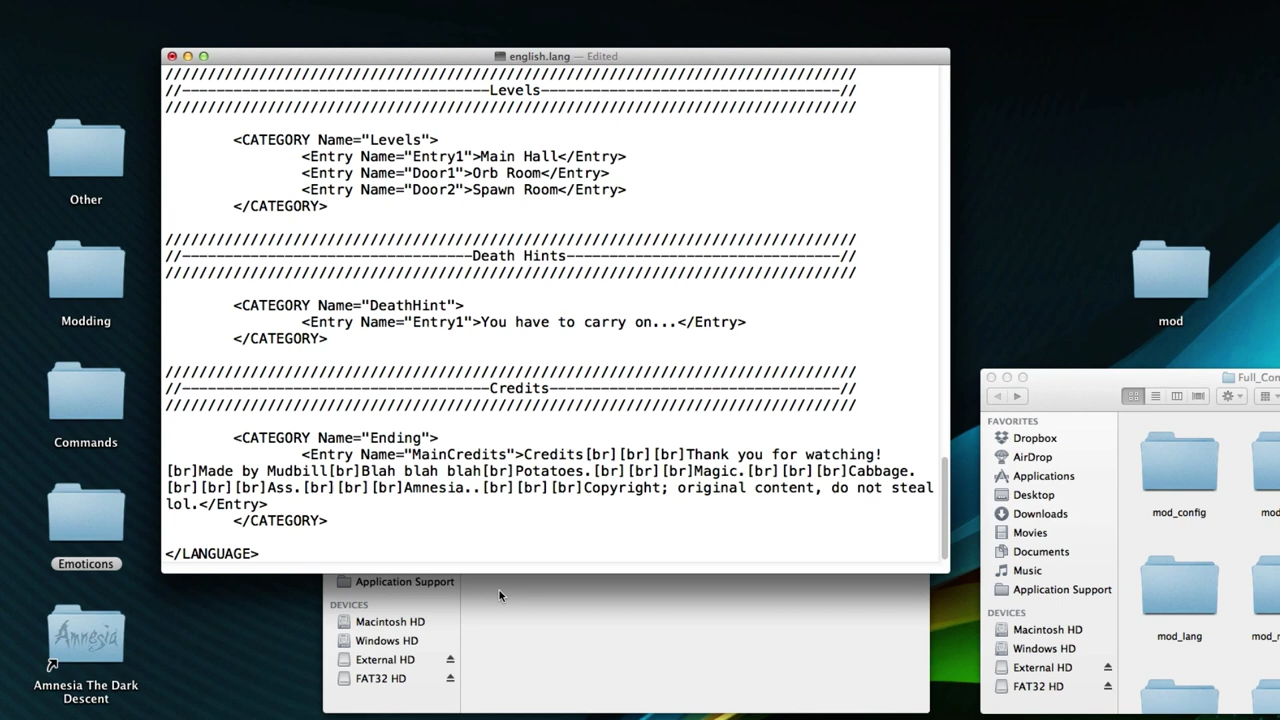 english.lang — Edited
////////////////////////////////////////////////////////////////////////////////
//------------------------------------Levels-------------------------------//
////////////////////////////////////////////////////////////////////////////////
<CATEGORY Name="Levels">
<Entry Name="Entry1">Main Hall</Entry>
<Entry Name="Door1">Orb Room</Entry>
<Entry Name="Door2">Spawn Room</Entry>
</CATEGORY>
////////////////////////////////////////////////////////////////////////////////
//----------------------------------Death Hints--------------------------------//
////////////////////////////////////////////////////////////////////////////////
<CATEGORY Name="DeathHint">
<Entry Name="Entry1">You have to carry on...</Entry>
</CATEGORY>
////////////////////////////////////////////////////////////////////////////////
//------------------------------------Credits----------------------------------//
////////////////////////////////////////////////////////////////////////////////
<CATEGORY Name="Ending">
<Entry Name="MainCredits">Credits[br][br][br]Thank you for watching!
[br]Made by Mudbill[br]Blah blah blah[br]Potatoes.[br][br][br]Magic.[br][br][br]Cabbage.
[br][br][br]Ass.[br][br][br]Amnesia..[br][br][br]Copyright; original content, do not steal
lol.</Entry>
</CATEGORY>
</LANGUAGE>
Other
Modding
Commands
Emoticons
Amnesia
Amnesia The Dark
Descent
Application Support
DEVICES
Macintosh HD
Windows HD
External HD
FAT32 HD
mod
Full_Con
FAVORITES
Dropbox
AirDrop
Applications
Desktop
Downloads
Movies
Documents
Music
Application Support
DEVICES
Macintosh HD
Windows HD
External HD
FAT32 HD
mod_config
mod
mod_lang
mod_n